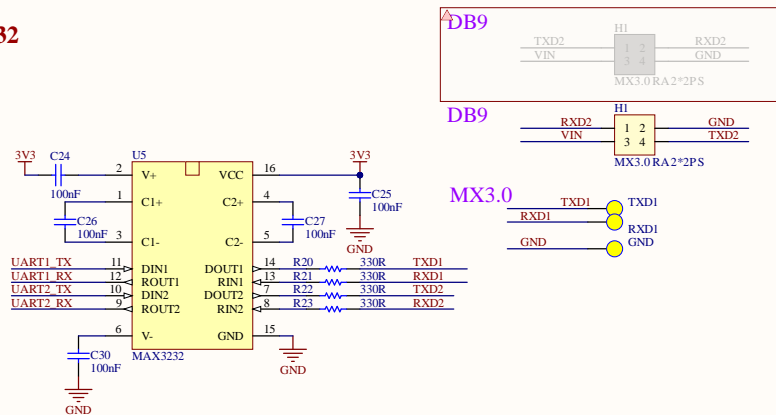 32
DB9
H1
TXD2 1 2 RXD2
VIN 3 4 GND
MX3.0 RA2*2PS
DB9
H1
RXD2 1 2 GND
VIN 3 4 TXD2
MX3.0 RA2*2PS
MX3.0
TXD1 TXD1
RXD1 RXD1
GND GND
3V3 C24 100nF U5 3V3
2 V+ VCC 16
C25 100nF GND
1 C1+ C2+ 4
C26 100nF C27 100nF
3 C1- C2- 5
UART1_TX 11 DIN1 DOUT1 14 R20 330R TXD1
UART1_RX 12 ROUT1 RIN1 13 R21 330R RXD1
UART2_TX 10 DIN2 DOUT2 7 R22 330R TXD2
UART2_RX 9 ROUT2 RIN2 8 R23 330R RXD2
6 V- GND 15
MAX3232
C30 100nF
GND
GND